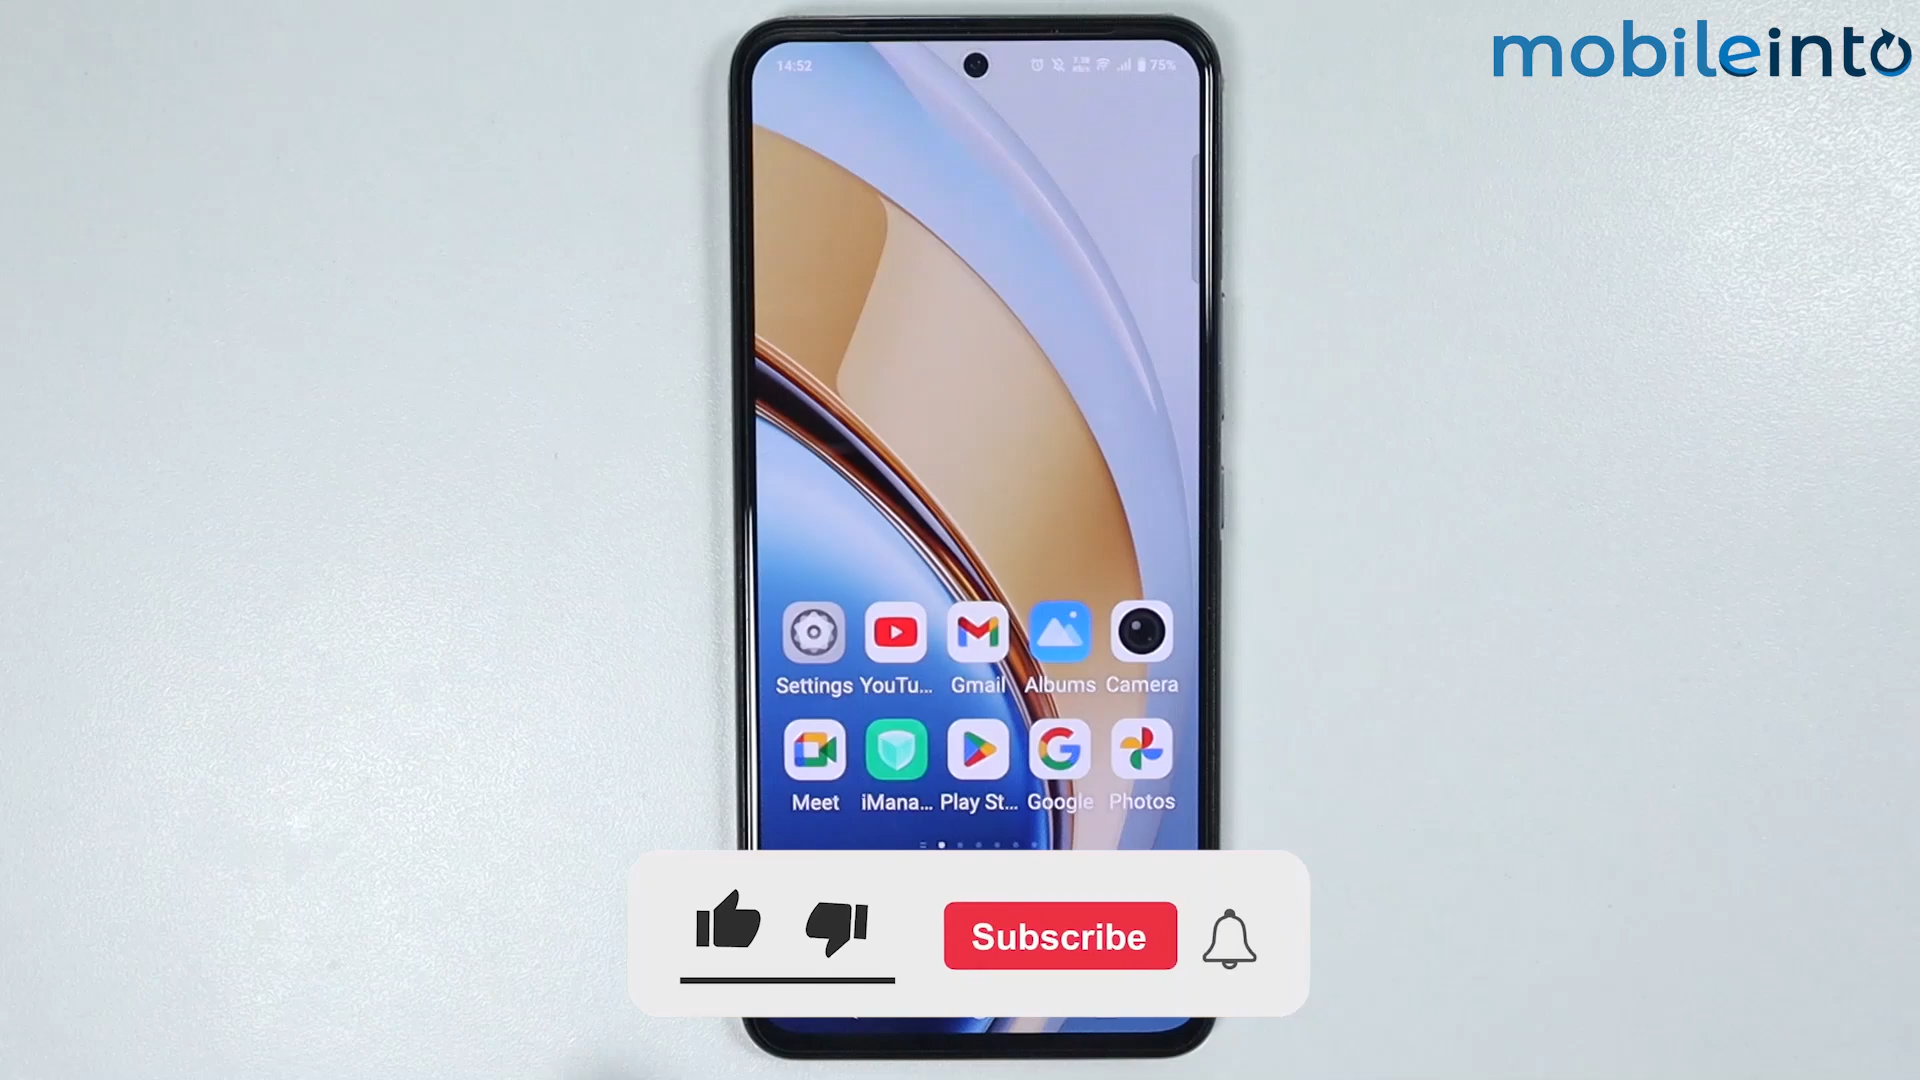 mobileinto
14:52
75%
Settings YouTu... Gmail Albums Camera
Meet iMana... Play St... Google Photos
Subscribe